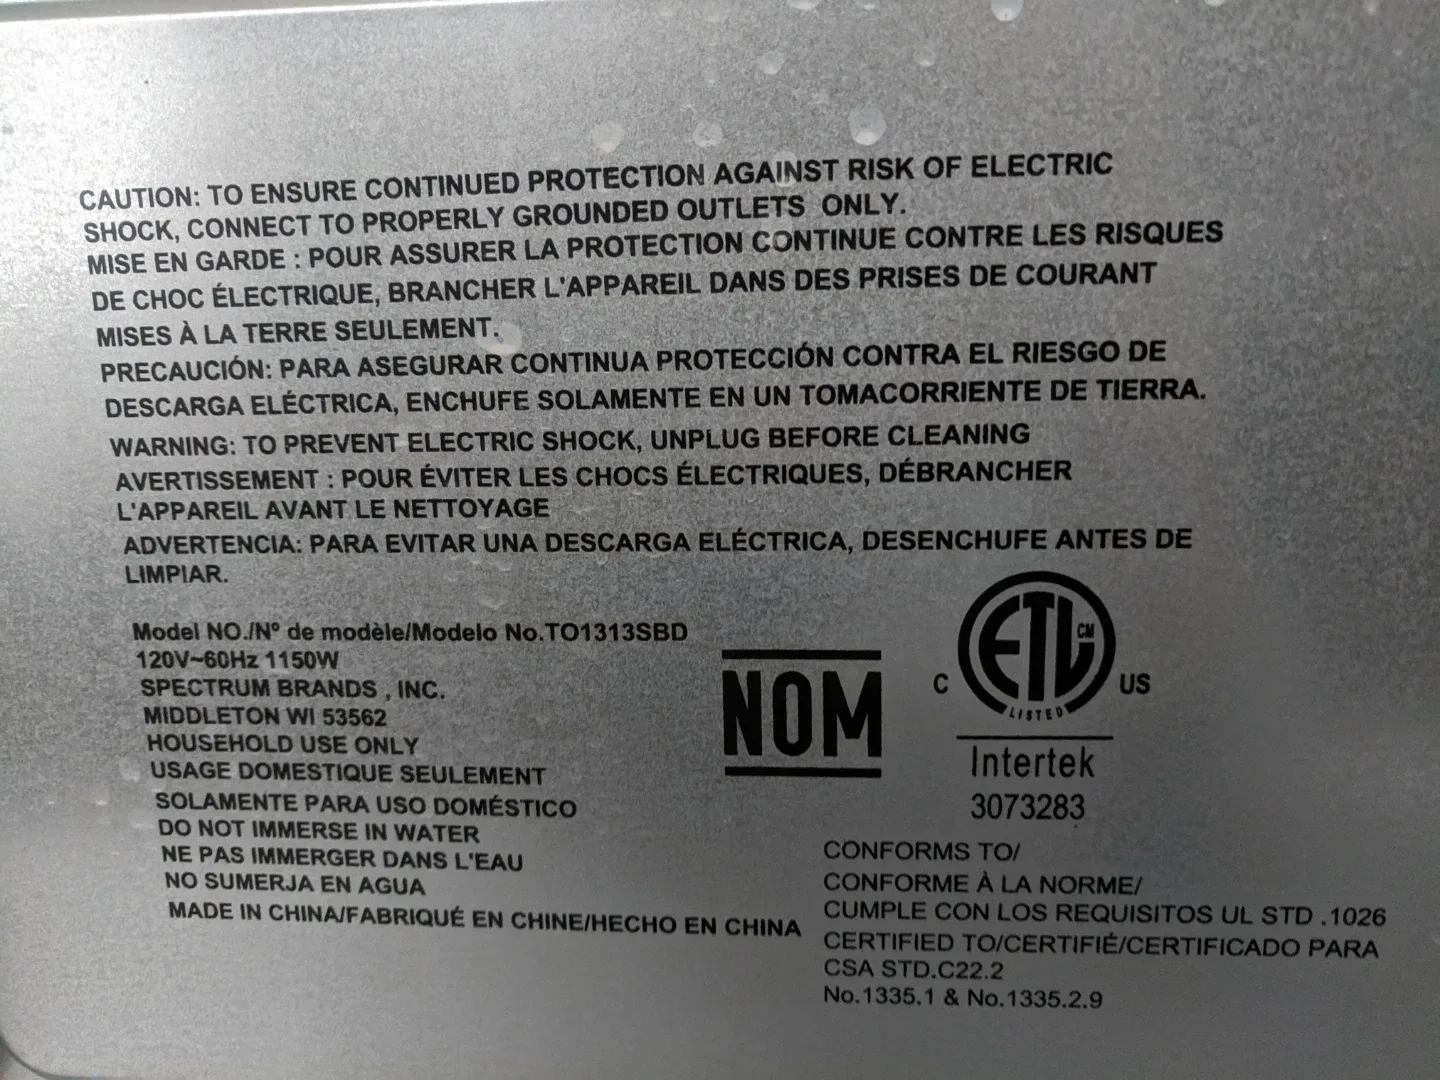 CAUTION: TO ENSURE CONTINUED PROTECTION AGAINST RISK OF ELECTRIC
SHOCK, CONNECT TO PROPERLY GROUNDED OUTLETS ONLY.
MISE EN GARDE : POUR ASSURER LA PROTECTION CONTINUE CONTRE LES RISQUES
DE CHOC ÉLECTRIQUE, BRANCHER L'APPAREIL DANS DES PRISES DE COURANT
MISES À LA TERRE SEULEMENT.
PRECAUCIÓN: PARA ASEGURAR CONTINUA PROTECCIÓN CONTRA EL RIESGO DE
DESCARGA ELÉCTRICA, ENCHUFE SOLAMENTE EN UN TOMACORRIENTE DE TIERRA.
WARNING: TO PREVENT ELECTRIC SHOCK, UNPLUG BEFORE CLEANING
AVERTISSEMENT : POUR ÉVITER LES CHOCS ÉLECTRIQUES, DÉBRANCHER
L'APPAREIL AVANT LE NETTOYAGE
ADVERTENCIA: PARA EVITAR UNA DESCARGA ELÉCTRICA, DESENCHUFE ANTES DE
LIMPIAR.
Model NO./Nº de modèle/Modelo No.TO1313SBD
120V~60Hz 1150W
SPECTRUM BRANDS , INC.
MIDDLETON WI 53562
HOUSEHOLD USE ONLY
USAGE DOMESTIQUE SEULEMENT
SOLAMENTE PARA USO DOMÉSTICO
DO NOT IMMERSE IN WATER
NE PAS IMMERGER DANS L'EAU
NO SUMERJA EN AGUA
MADE IN CHINA/FABRIQUÉ EN CHINE/HECHO EN CHINA
NOM
ETL CM
LISTED
C US
Intertek
3073283
CONFORMS TO/
CONFORME À LA NORME/
CUMPLE CON LOS REQUISITOS UL STD .1026
CERTIFIED TO/CERTIFIÉ/CERTIFICADO PARA
CSA STD.C22.2
No.1335.1 & No.1335.2.9